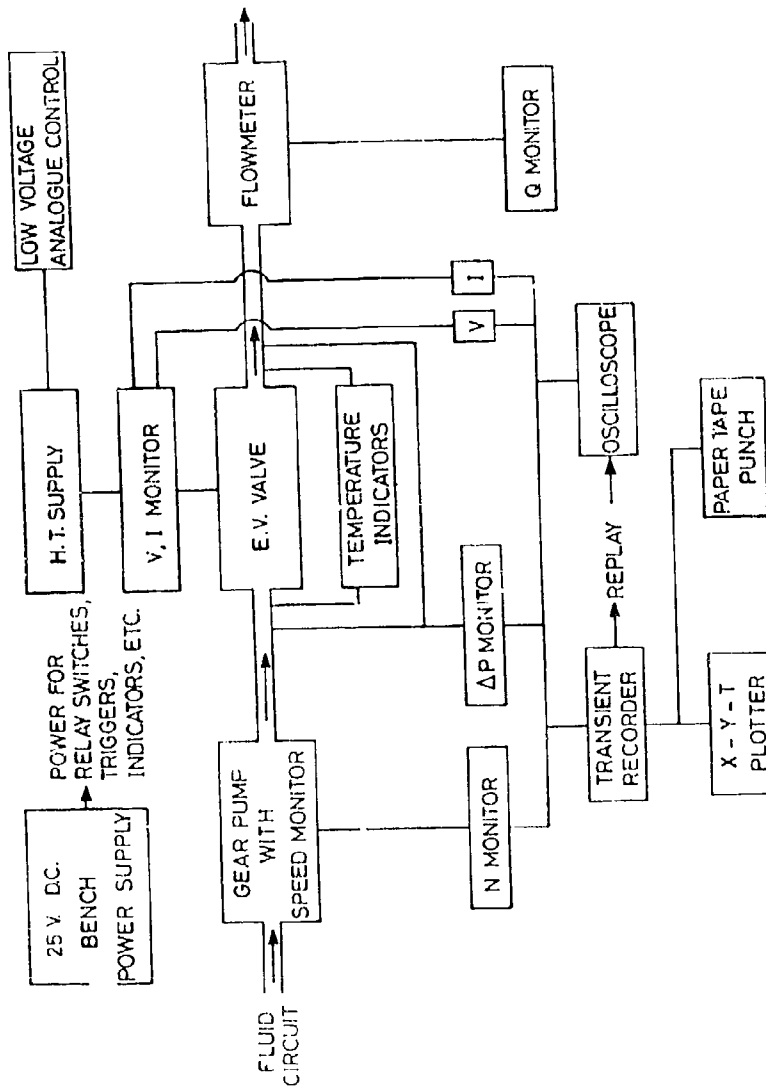 25 V. D.C.
BENCH
POWER SUPPLY
POWER FOR
RELAY SWITCHES,
TRIGGERS,
INDICATORS, ETC.
H.T. SUPPLY
LOW VOLTAGE
ANALOGUE CONTROL
V, I MONITOR
FLUID
CIRCUIT
GEAR PUMP
WITH
SPEED MONITOR
E.V. VALVE
FLOWMETER
TEMPERATURE
INDICATORS
N MONITOR
ΔP MONITOR
V
I
Q MONITOR
TRANSIENT
RECORDER
REPLAY
OSCILLOSCOPE
X - Y - T
PLOTTER
PAPER TAPE
PUNCH